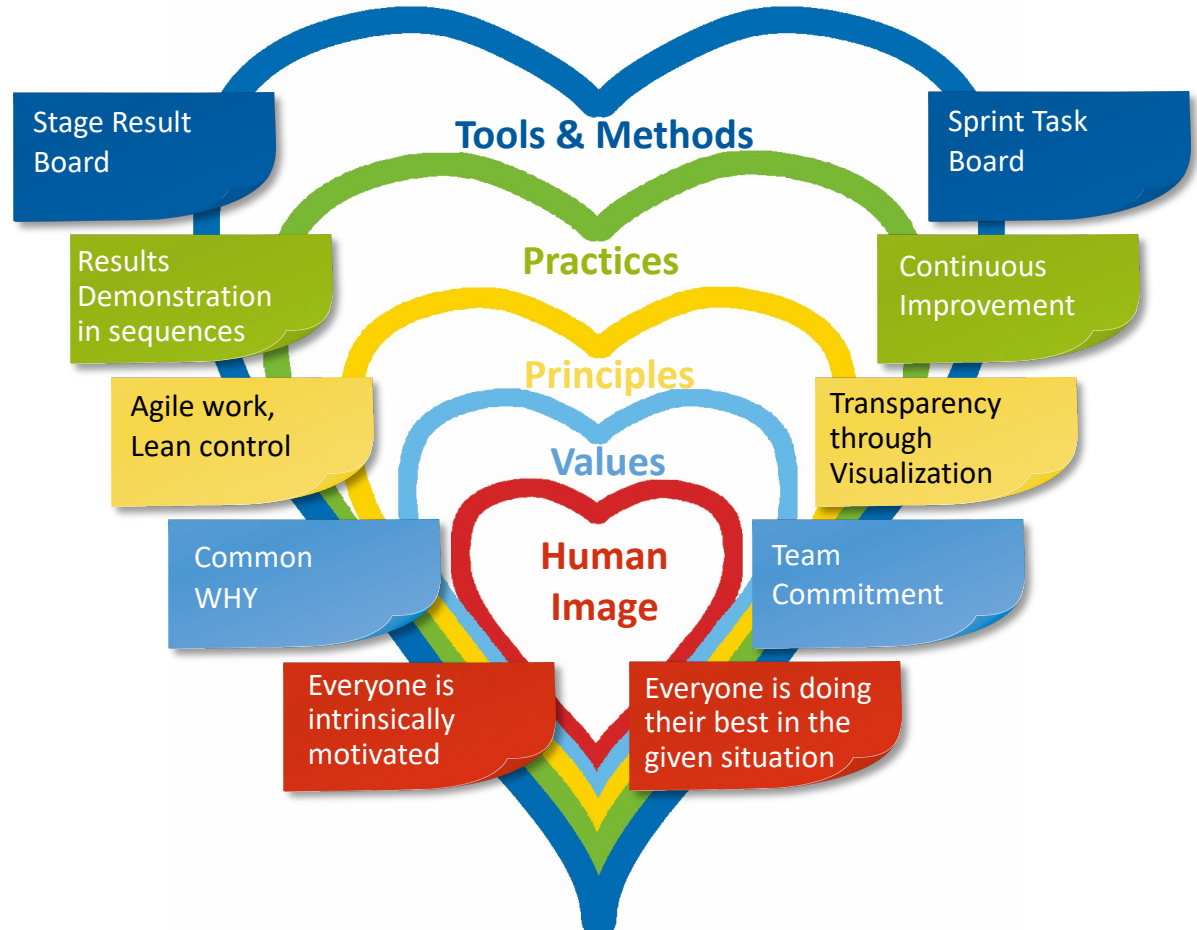 Stage Result
Board
Tools & Methods
Sprint Task
Board
Results
Demonstration
in sequences
Practices
Continuous
Improvement
Agile work,
Lean control
Principles
Transparency
through
Visualization
Values
Common
WHY
Human
Image
Team
Commitment
Everyone is
intrinsically
motivated
Everyone is doing
their best in the
given situation